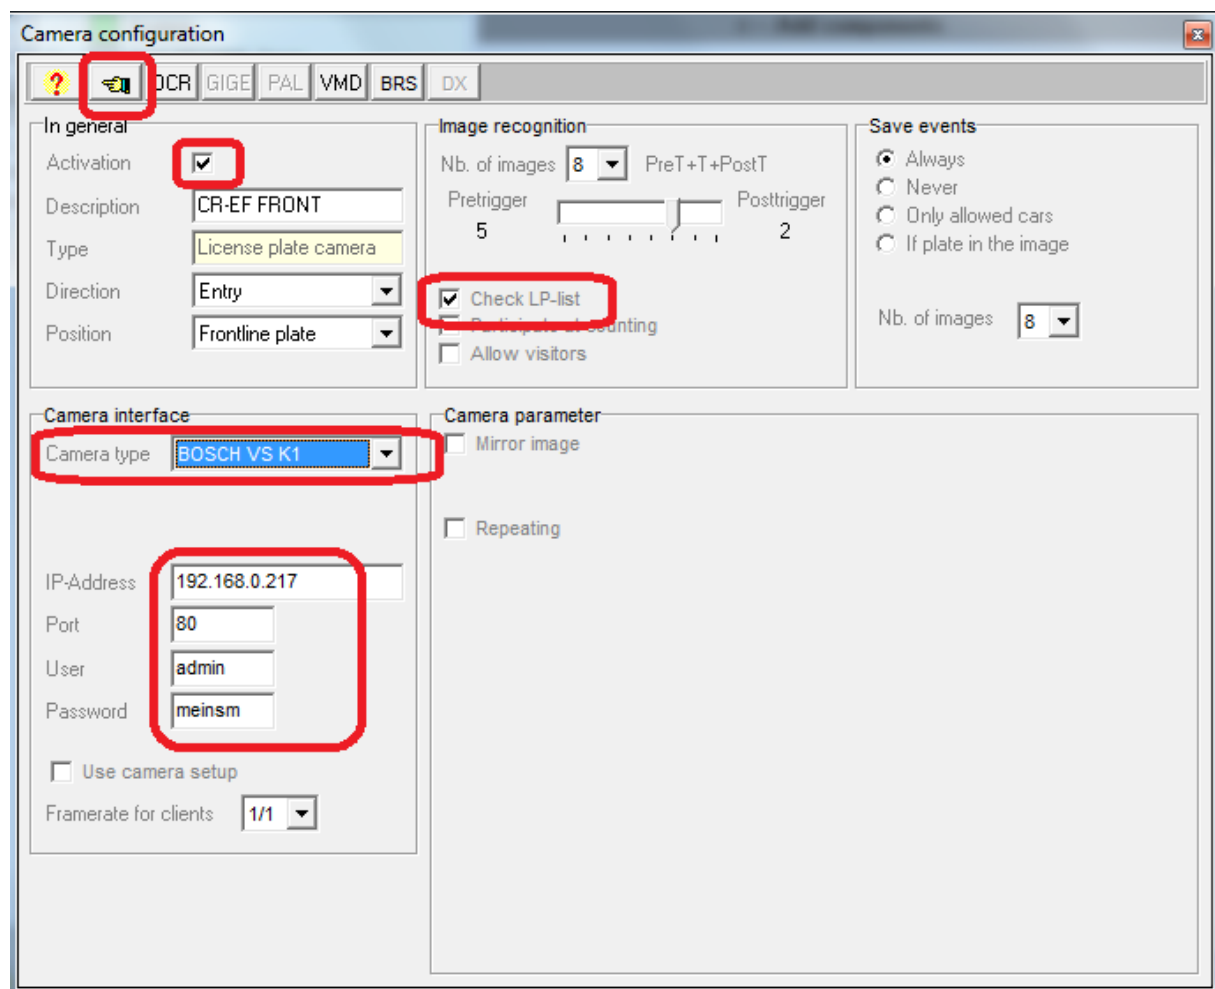 Camera configuration
? OCR GIGE PAL VMD BRS DX
In general
Activation
Description CR-EF FRONT
Type License plate camera
Direction Entry
Position Frontline plate
Image recognition
Nb. of images 8 PreT+T+PostT
Pretrigger Posttrigger
5 2
Check LP-list
Participate at counting
Allow visitors
Save events
Always
Never
Only allowed cars
If plate in the image
Nb. of images 8
Camera interface
Camera type BOSCH VS K1
IP-Address 192.168.0.217
Port 80
User admin
Password meinsm
Use camera setup
Framerate for clients 1/1
Camera parameter
Mirror image
Repeating